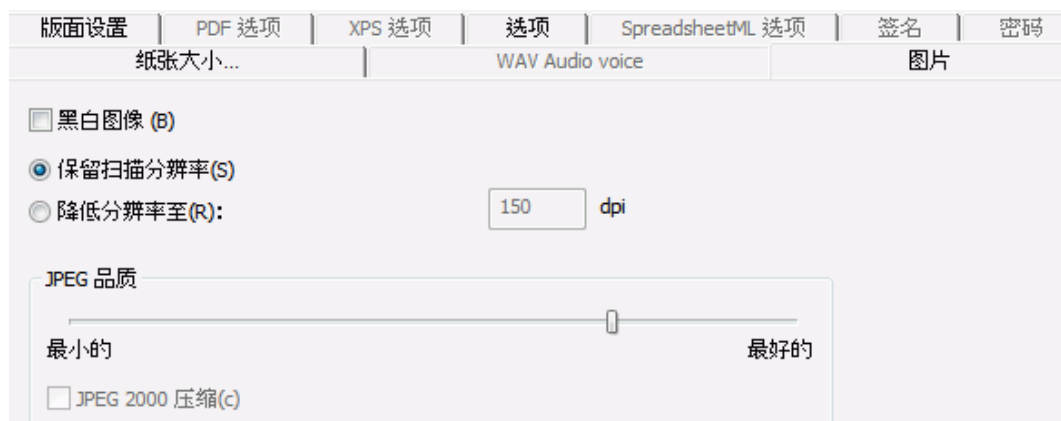 版面设置 PDF 选项 XPS 选项 选项 SpreadsheetML 选项 签名 密码
纸张大小... WAV Audio voice 图片
黑白图像 (B)
保留扫描分辨率(S)
降低分辨率至(R): 150 dpi
JPEG 品质
最小的 最好的
JPEG 2000 压缩(c)